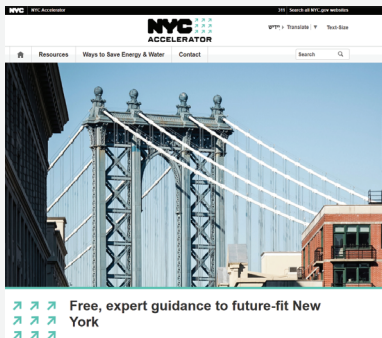 NYC NYC Accelerator 311 Search all NYC.gov websites
NYC
ACCELERATOR
ייִדיש Translate ▼ Text-Size
Resources Ways to Save Energy & Water Contact Search
Free, expert guidance to future-fit New
York